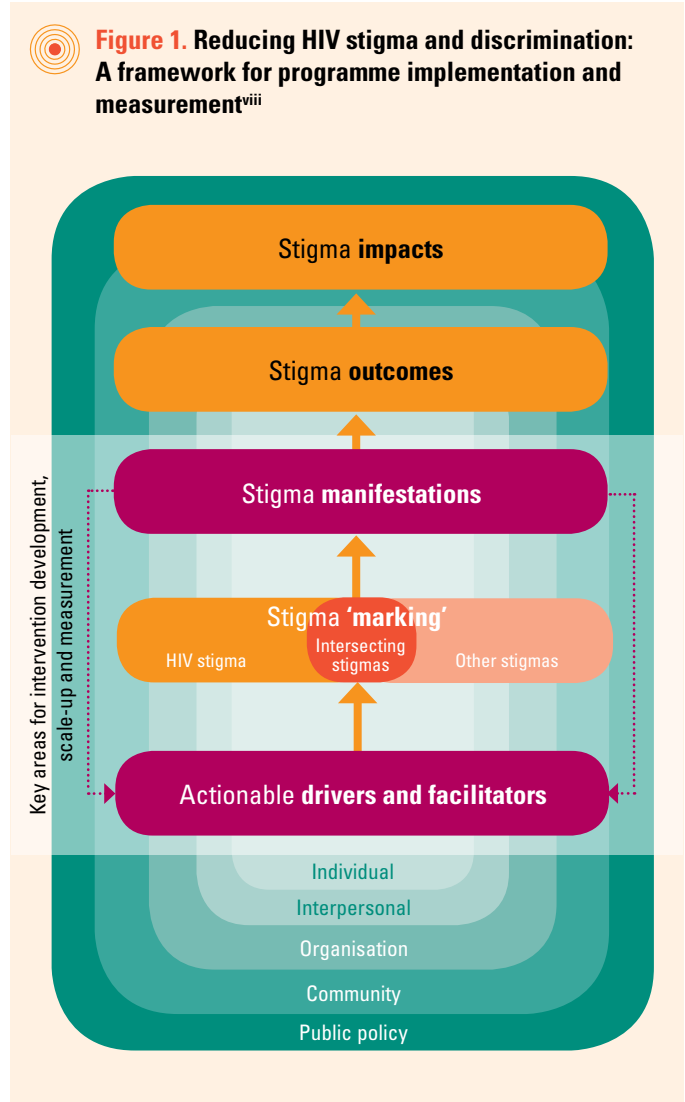 Figure 1. Reducing HIV stigma and discrimination:
A framework for programme implementation and
measurementviii
Stigma impacts
Stigma outcomes
Key areas for intervention development,
scale-up and measurement
Stigma manifestations
Stigma ‘marking’
HIV stigma
Intersecting
stigmas
Other stigmas
Actionable drivers and facilitators
Individual
Interpersonal
Organisation
Community
Public policy